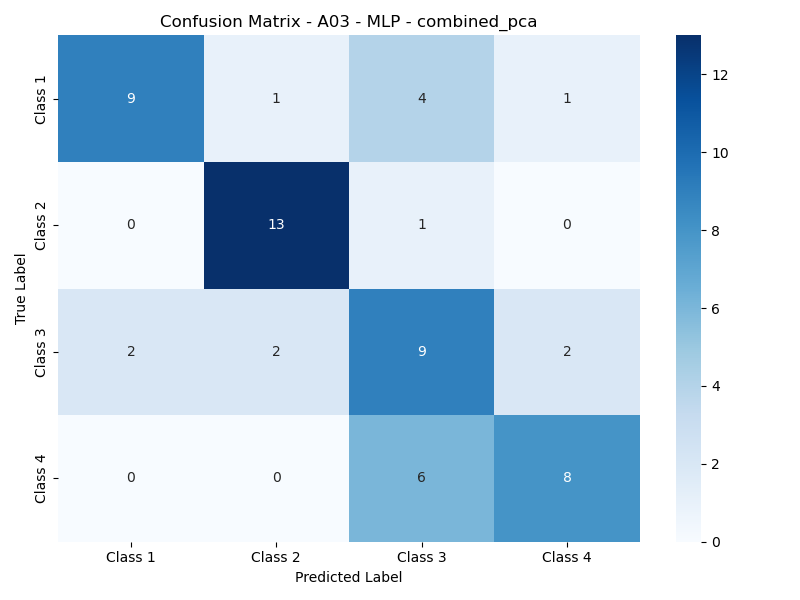 Confusion Matrix - A03 - MLP - combined_pca
True Label
Class 1
9 1 4 1
Class 2
0 13 1 0
Class 3
2 2 9 2
Class 4
0 0 6 8
Class 1 Class 2 Class 3 Class 4
Predicted Label
12
10
8
6
4
2
0